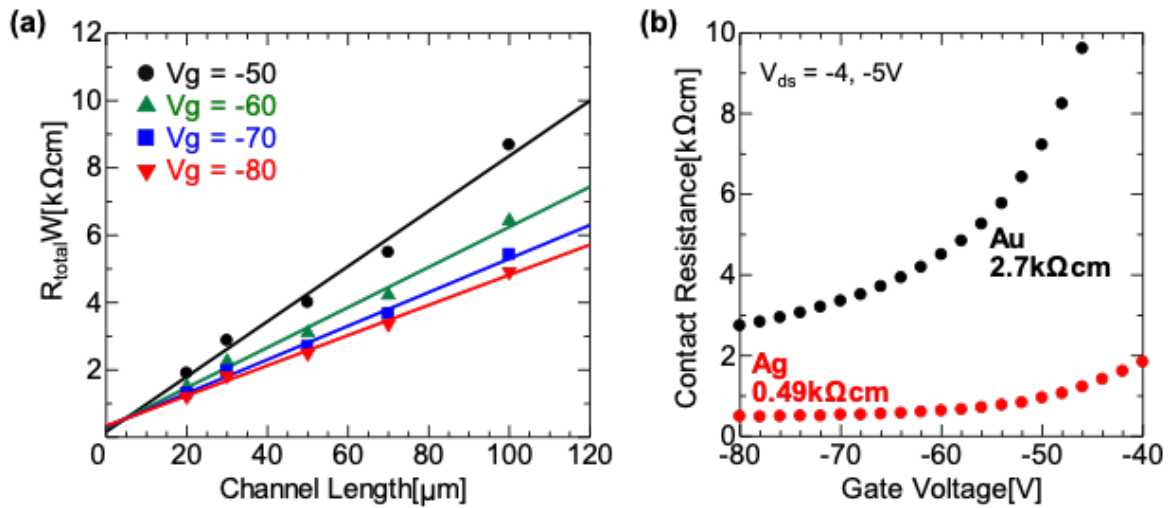 (a)
12
10
8
6
4
2
0
20
40
60
80
100
120
R_total W[kΩcm]
Channel Length[μm]
Vg = -50
Vg = -60
Vg = -70
Vg = -80
(b)
10
8
6
4
2
0
-80
-70
-60
-50
-40
Contact Resistance[kΩcm]
Gate Voltage[V]
V_ds = -4, -5V
Au
2.7kΩcm
Ag
0.49kΩcm